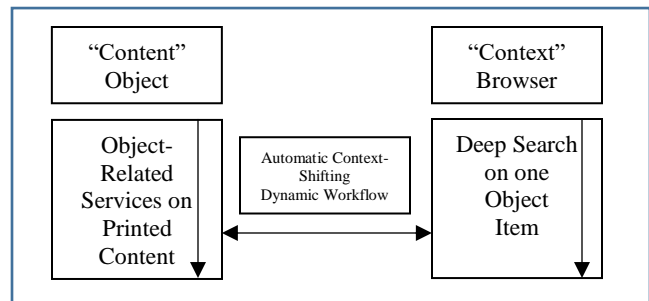 “Content”
Object
“Context”
Browser
Object-
Related
Services on
Printed
Content
Automatic Context-
Shifting
Dynamic Workflow
Deep Search
on one
Object
Item